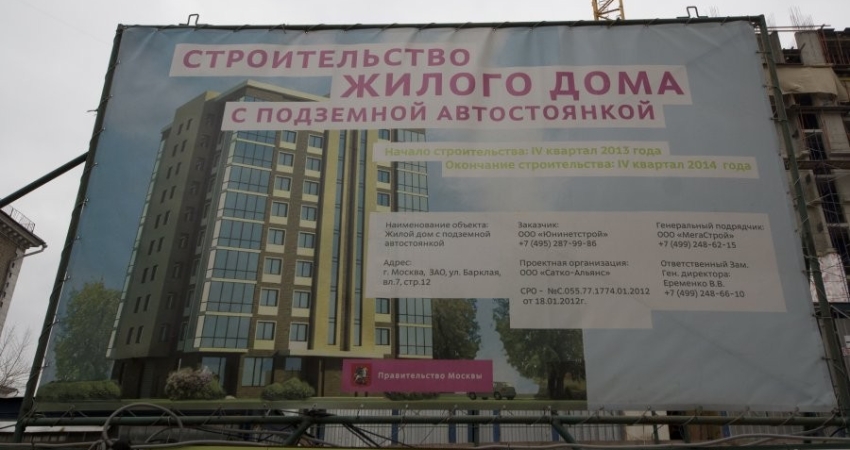 СТРОИТЕЛЬСТВО
ЖИЛОГО ДОМА
С ПОДЗЕМНОЙ АВТОСТОЯНКОЙ
Начало строительства: IV квартал 2013 года
Окончание строительства: IV квартал 2014 года
Наименование объекта:
Жилой дом с подземной
автостоянкой
Адрес:
г. Москва, ЗАО, ул. Барклая,
вл.7, стр.12
Заказчик:
ООО «Юнинетстрой»
+7 (495) 287-99-86
Проектная организация:
ООО «Сатко-Альянс»
СРО - №С.055.77.1774.01.2012
от 18.01.2012г.
Генеральный подрядчик:
ООО «МегаСтрой»
+7 (499) 248-62-15
Ответственный Зам.
Ген. директора:
Еременко В.В.
+7 (499) 248-66-10
Правительство Москвы